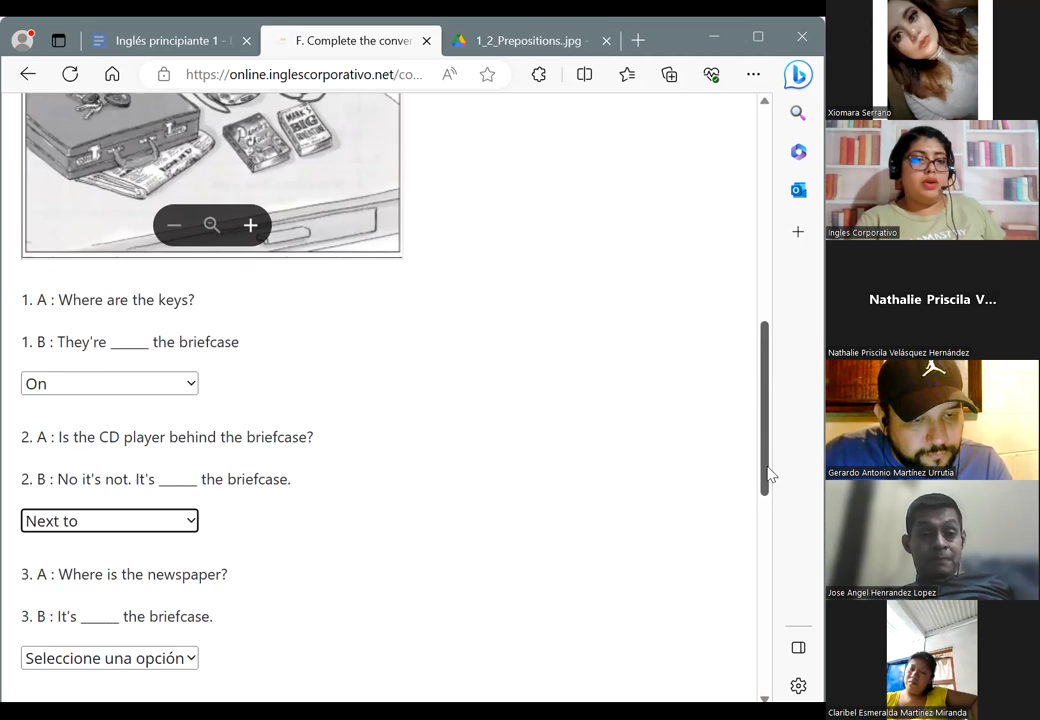 Inglés principiante 1 -
F. Complete the conver
1_2_Prepositions..jpg -
https://online.inglescorporativo.net/co...
MARK'S
BIG
1. A : Where are the keys?
1. B : They're _____ the briefcase
On
2. A : Is the CD player behind the briefcase?
2. B : No it's not. It's _____ the briefcase.
Next to
3. A : Where is the newspaper?
3. B : It's _____ the briefcase.
Seleccione una opción
Xiomara Serrano
Ingles Corporativo
Nathalie Priscila V...
Nathalie Priscila Velásquez Hernández
Gerardo Antonio Martínez Urrutia
Jose Angel Henrandez Lopez
Claribel Esmeralda Martinez Miranda